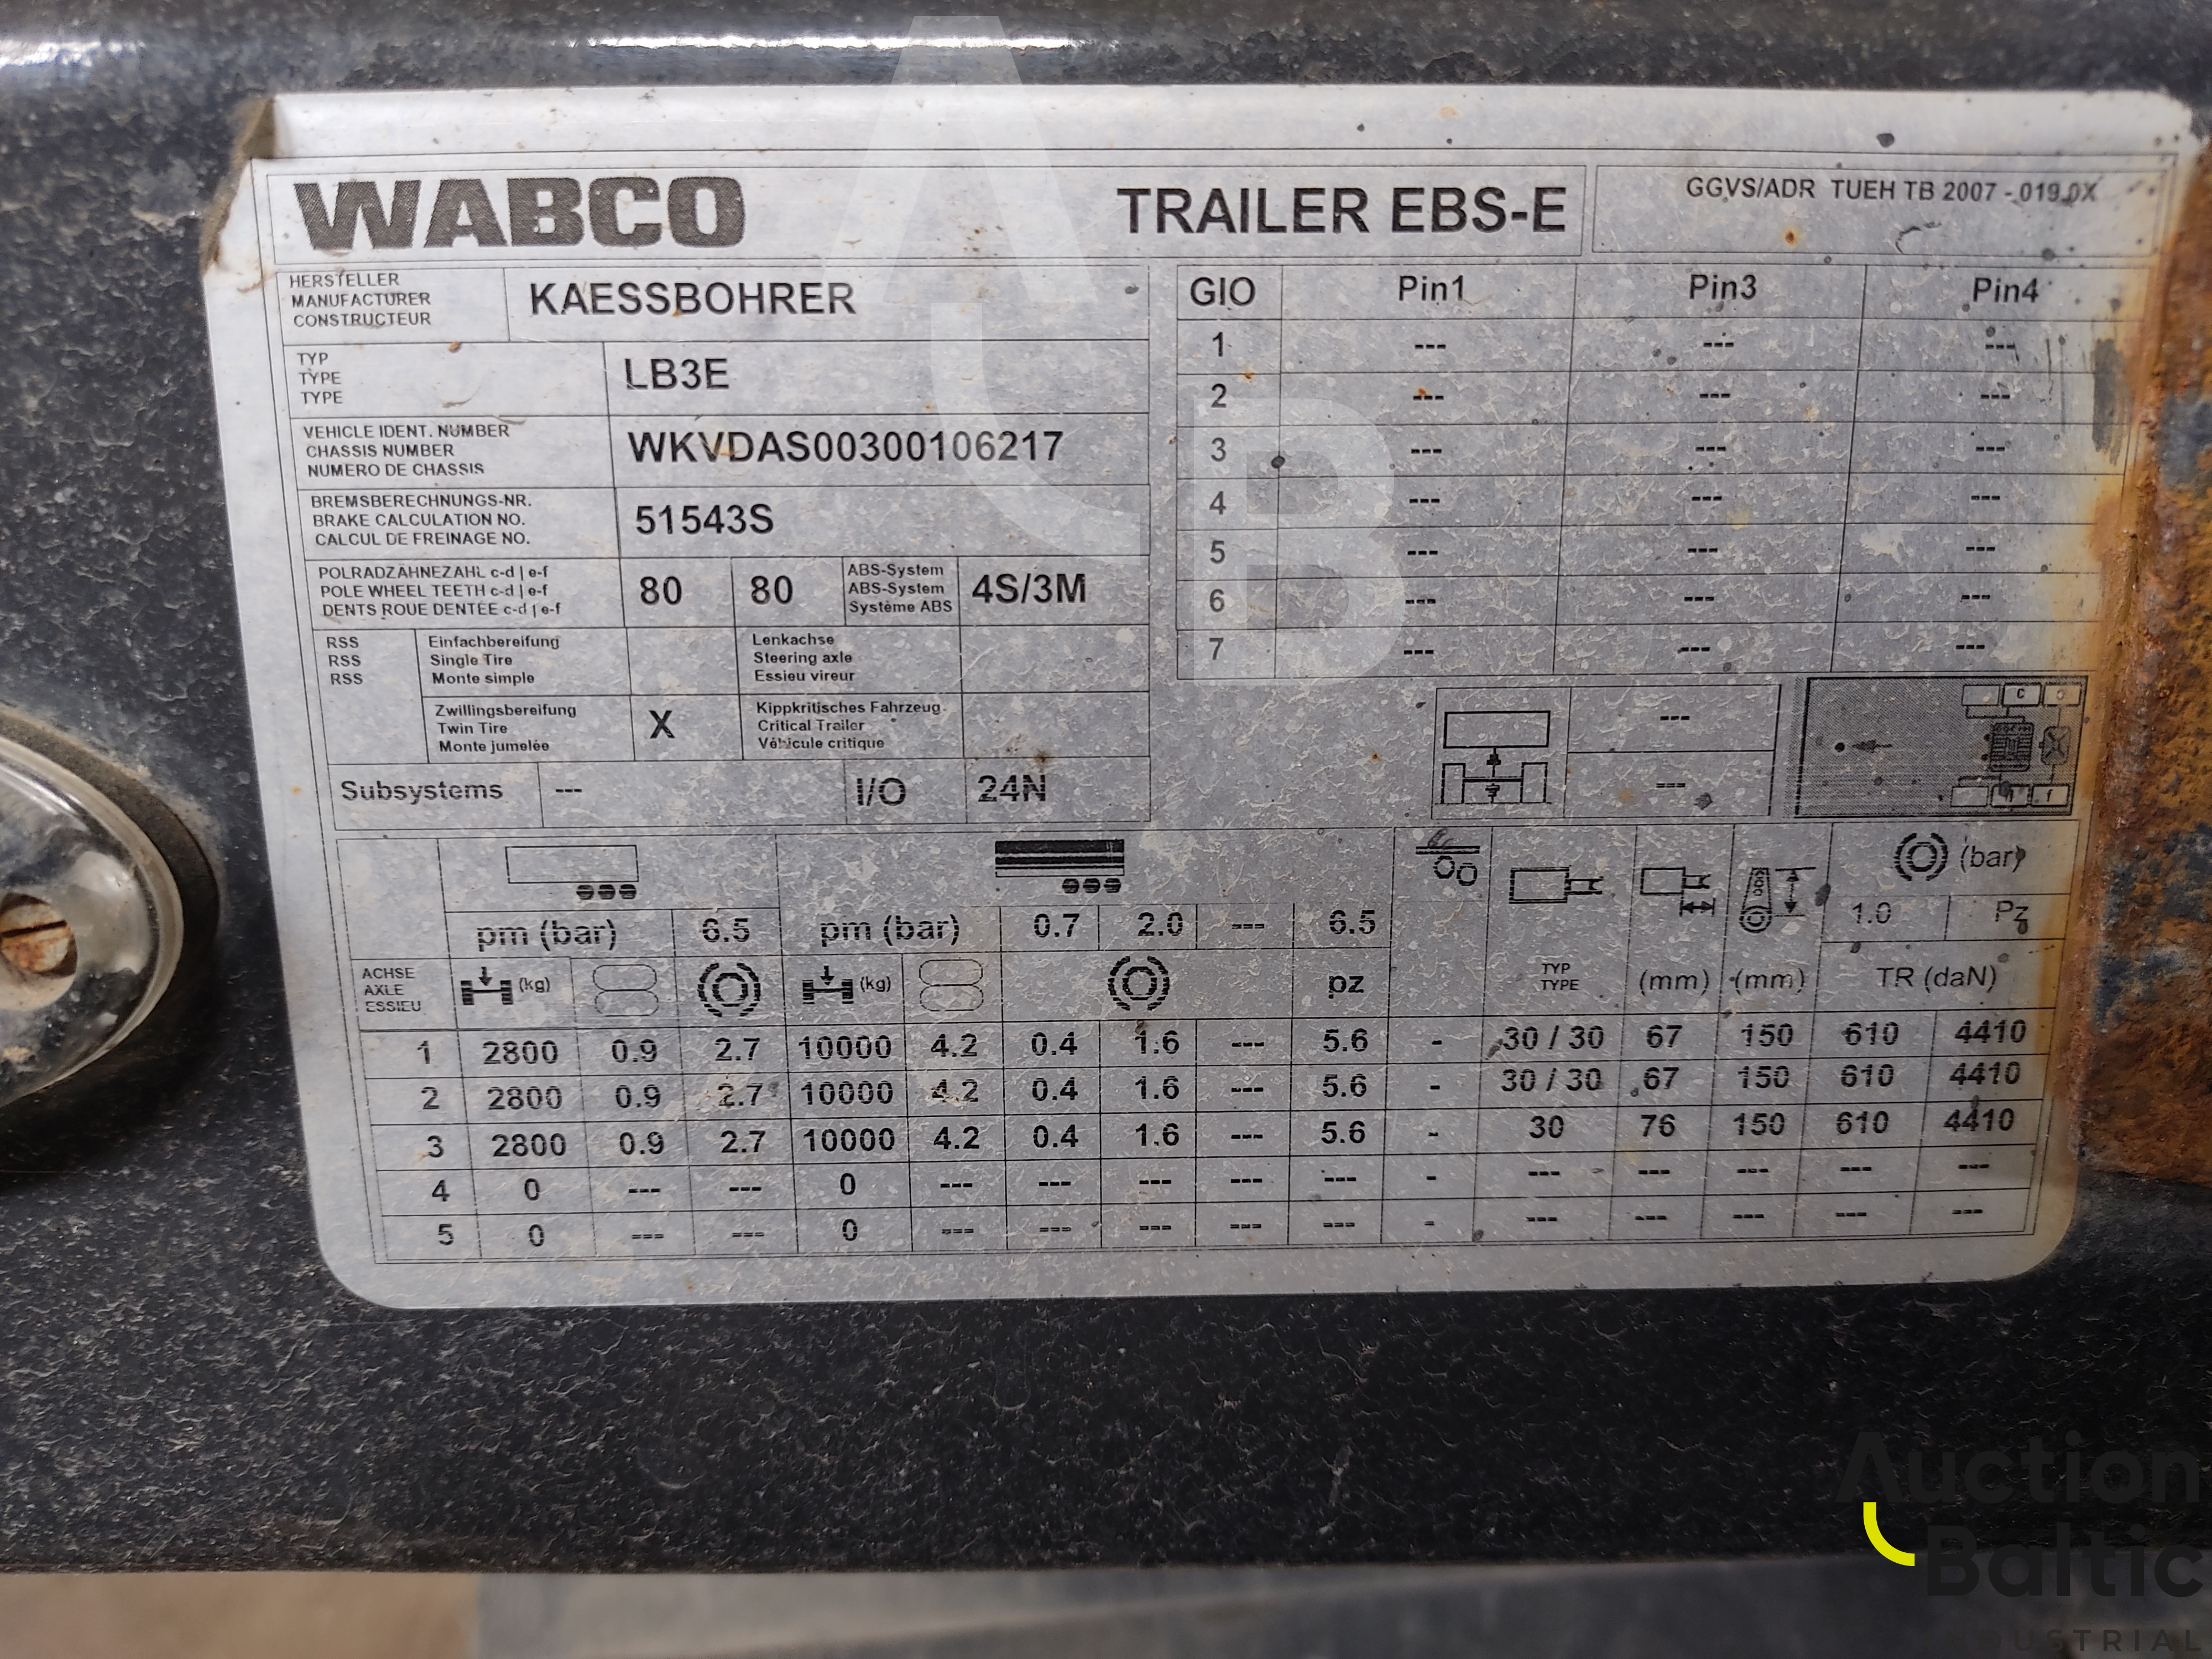 WABCO TRAILER EBS-E GGVS/ADR TUEH TB 2007 - 019.0X
HERSTELLER
MANUFACTURER
CONSTRUCTEUR
KAESSBOHRER
TYP
TYPE
TYPE
LB3E
VEHICLE IDENT. NUMBER
CHASSIS NUMBER
NUMERO DE CHASSIS
WKVDAS00300106217
BREMSBERECHNUNGS-NR.
BRAKE CALCULATION NO.
CALCUL DE FREINAGE NO.
51543S
POLRADZÄHNEZAHL c-d | e-f
POLE WHEEL TEETH c-d | e-f
DENTS ROUE DENTÉE c-d | e-f
80 80
ABS-System
ABS-System
Système ABS
4S/3M
RSS
RSS
RSS
Einfachbereifung
Single Tire
Monte simple
Lenkachse
Steering axle
Essieu vireur
Zwillingsbereifung
Twin Tire
Monte jumelée
X
Kippkritisches Fahrzeug
Critical Trailer
Véhicule critique
Subsystems --- I/O 24N
GIO Pin1 Pin3 Pin4
1 --- --- ---
2 --- --- ---
3 --- --- ---
4 --- --- ---
5 --- --- ---
6 --- --- ---
7 --- --- ---
---
---
C
f
(bar)
pm (bar) 6.5 pm (bar) 0.7 2.0 --- 6.5 1.0 Pz
ACHSE
AXLE
ESSIEU
(kg) (kg) pz
TYP
TYPE
(mm) (mm) TR (daN)
1 2800 0.9 2.7 10000 4.2 0.4 1.6 --- 5.6 - 30 / 30 67 150 610 4410
2 2800 0.9 2.7 10000 4.2 0.4 1.6 --- 5.6 - 30 / 30 67 150 610 4410
3 2800 0.9 2.7 10000 4.2 0.4 1.6 --- 5.6 - 30 76 150 610 4410
4 0 --- --- 0 --- --- --- --- --- - --- --- --- --- ---
5 0 --- --- 0 --- --- --- --- --- - --- --- --- --- ---
AB
Auction
Baltic
INDUSTRIAL